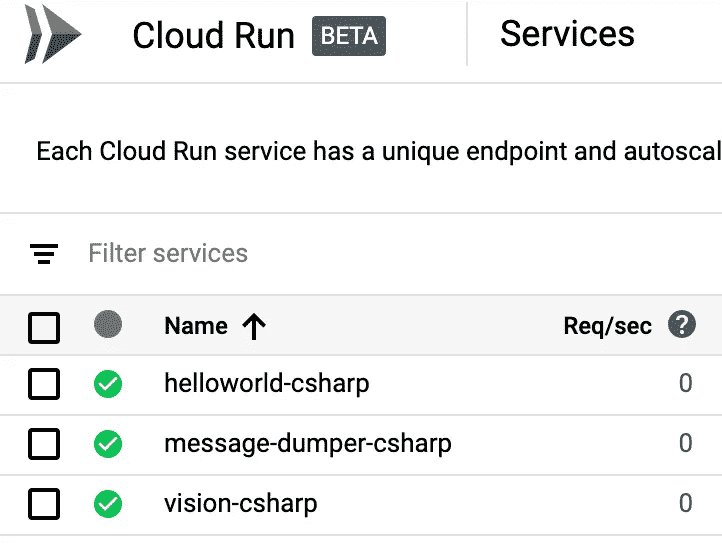 Cloud Run BETA Services
Each Cloud Run service has a unique endpoint and autoscal
Filter services
Name Req/sec ?
helloworld-csharp 0
message-dumper-csharp 0
vision-csharp 0